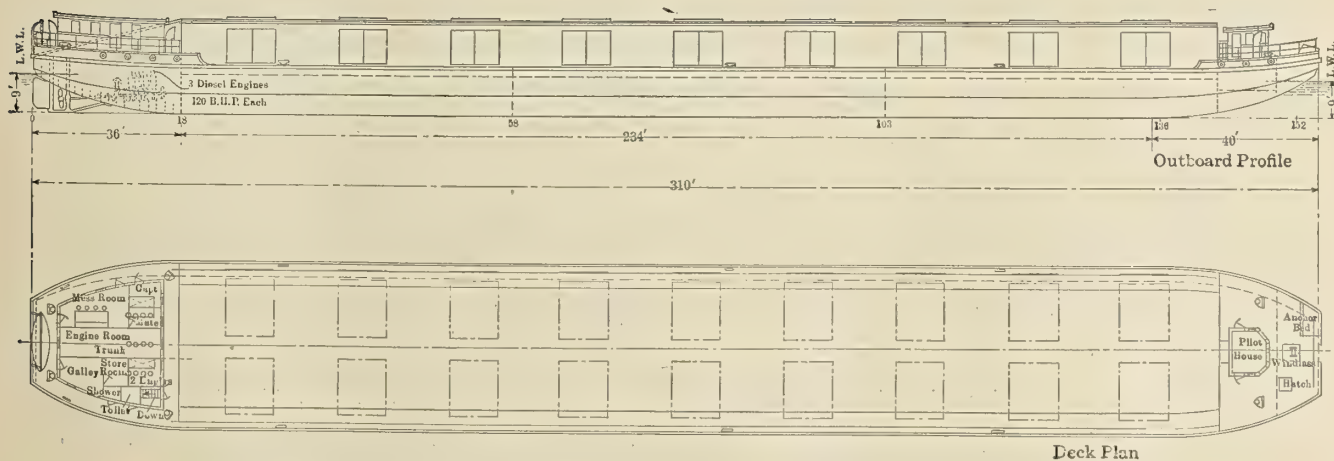 L.W.L.
9'
3 Diesel Engines
120 B.H.P. Each
L.W.L.
9'
0 18 58 103 136 152
36' 234' 40'
Outboard Profile
310'
Capt
Mess Room
Mate
Engine Room
Trunk
Store
Galley Room
2 Engrs
Shower
Toilet
Down
Anchor
Bed
Pilot
House
Windlass
Hatch
Deck Plan